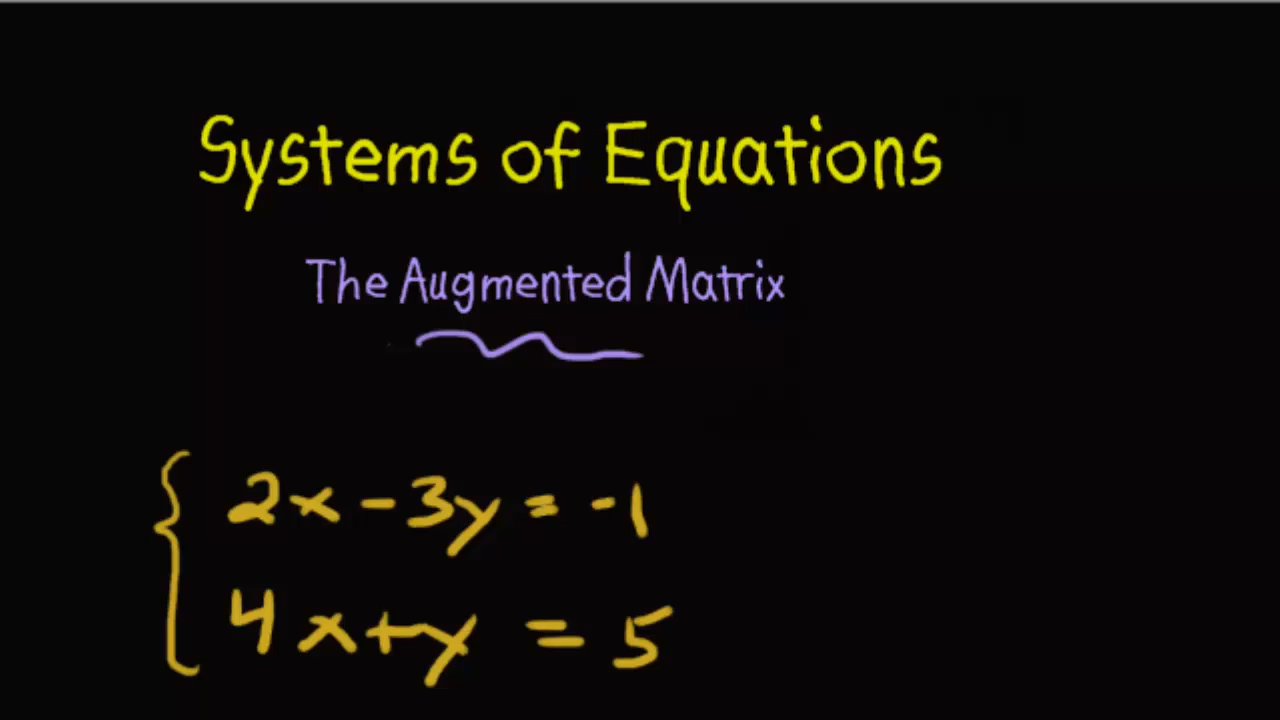 Systems of Equations
The Augmented Matrix
2x - 3y = -1
4x + y = 5